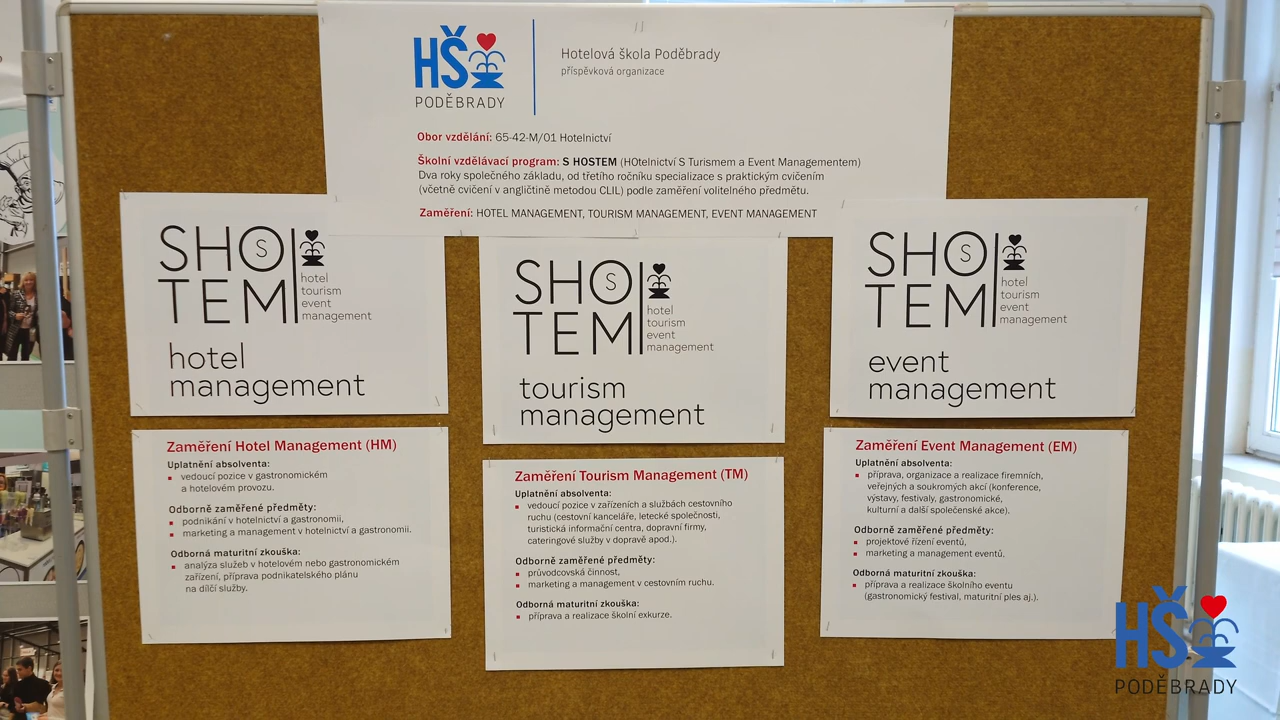 HŠ
PODĚBRADY
Hotelová škola Poděbrady
příspěvková organizace
Obor vzdělání: 65-42-M/01 Hotelnictví
Školní vzdělávací program: S HOSTEM (HOtelnictví S Turismem a Event Managementem)
Dva roky společného základu, od třetího ročníku specializace s praktickým cvičením
(včetně cvičení v angličtině metodou CLIL) podle zaměření volitelného předmětu.
Zaměření: HOTEL MANAGEMENT, TOURISM MANAGEMENT, EVENT MANAGEMENT
SHO
S
TEM
hotel
tourism
event
management
hotel
management
Zaměření Hotel Management (HM)
Uplatnění absolventa:
vedoucí pozice v gastronomickém
a hotelovém provozu.
Odborně zaměřené předměty:
podnikání v hotelnictví a gastronomii,
marketing a management v hotelnictví a gastronomii.
Odborná maturitní zkouška:
analýza služeb v hotelovém nebo gastronomickém
zařízení, příprava podnikatelského plánu
na dílčí služby.
SHO
S
TEM
hotel
tourism
event
management
tourism
management
Zaměření Tourism Management (TM)
Uplatnění absolventa:
vedoucí pozice v zařízeních a službách cestovního
ruchu (cestovní kanceláře, letecké společnosti,
turistická informační centra, dopravní firmy,
cateringové služby v dopravě apod.).
Odborně zaměřené předměty:
průvodcovská činnost,
marketing a management v cestovním ruchu.
Odborná maturitní zkouška:
příprava a realizace školní exkurze.
SHO
S
TEM
hotel
tourism
event
management
event
management
Zaměření Event Management (EM)
Uplatnění absolventa:
příprava, organizace a realizace firemních,
veřejných a soukromých akcí (konference,
výstavy, festivaly, gastronomické,
kulturní a další společenské akce).
Odborně zaměřené předměty:
projektové řízení eventů,
marketing a management eventů.
Odborná maturitní zkouška:
příprava a realizace školního eventu
(gastronomický festival, maturitní ples aj.).
HŠ
PODĚBRADY